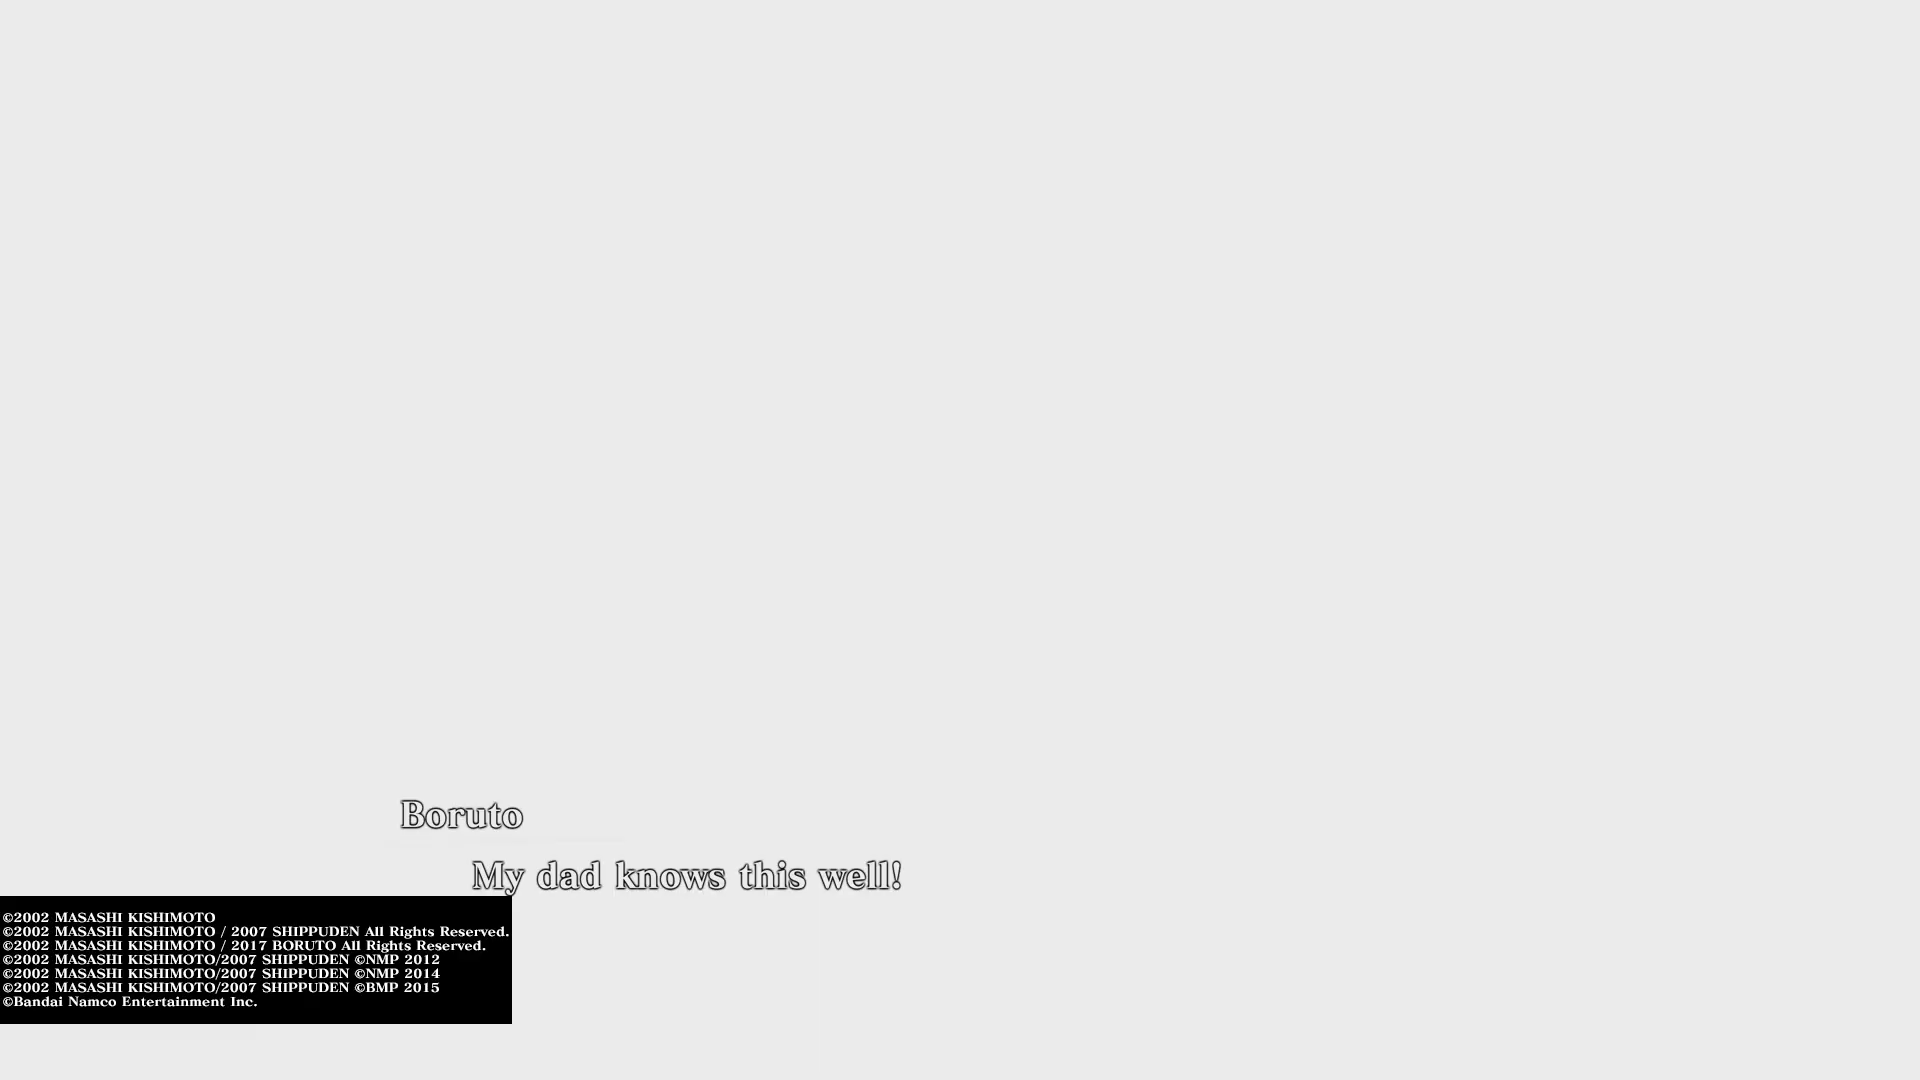 Boruto
My dad knows this well!
©2002 MASASHI KISHIMOTO
©2002 MASASHI KISHIMOTO / 2007 SHIPPUDEN All Rights Reserved.
©2002 MASASHI KISHIMOTO / 2017 BORUTO All Rights Reserved.
©2002 MASASHI KISHIMOTO/2007 SHIPPUDEN ©NMP 2012
©2002 MASASHI KISHIMOTO/2007 SHIPPUDEN ©NMP 2014
©2002 MASASHI KISHIMOTO/2007 SHIPPUDEN ©BMP 2015
©Bandai Namco Entertainment Inc.